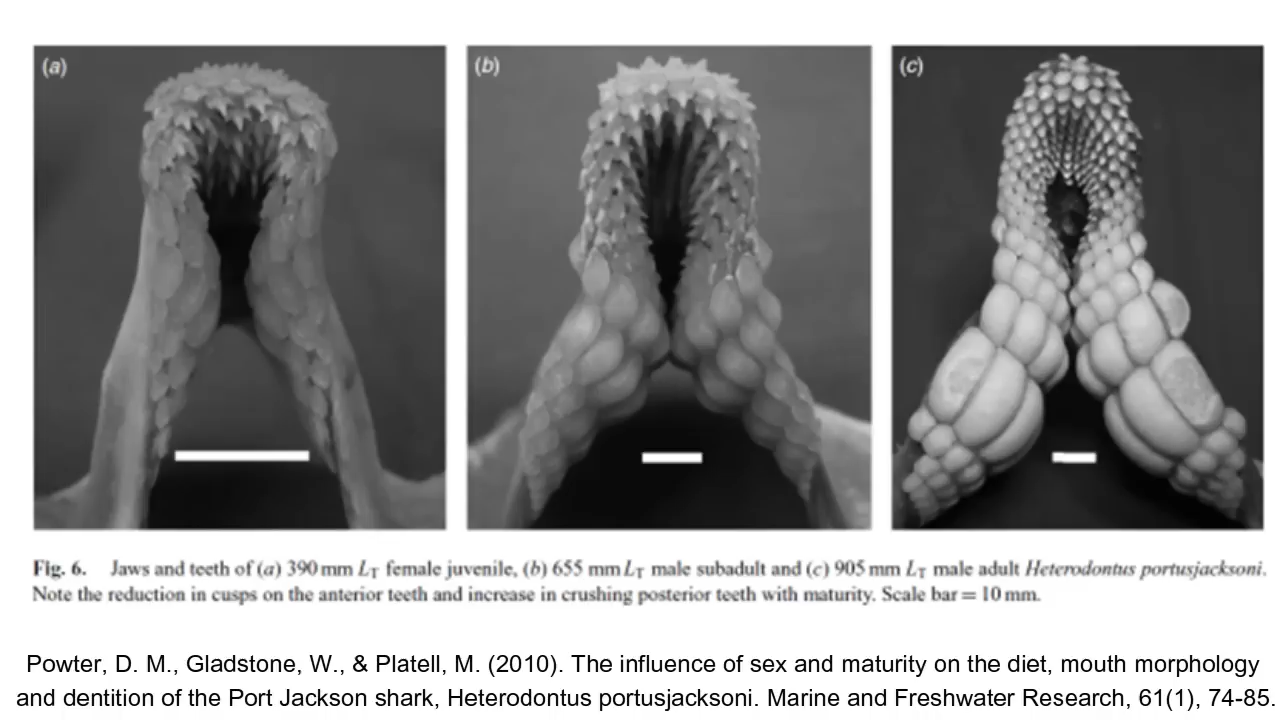 (a) (b) (c)
Fig. 6. Jaws and teeth of (a) 390 mm LT female juvenile, (b) 655 mm LT male subadult and (c) 905 mm LT male adult Heterodontus portusjacksoni.
Note the reduction in cusps on the anterior teeth and increase in crushing posterior teeth with maturity. Scale bar = 10 mm.
Powter, D. M., Gladstone, W., & Platell, M. (2010). The influence of sex and maturity on the diet, mouth morphology
and dentition of the Port Jackson shark, Heterodontus portusjacksoni. Marine and Freshwater Research, 61(1), 74-85.